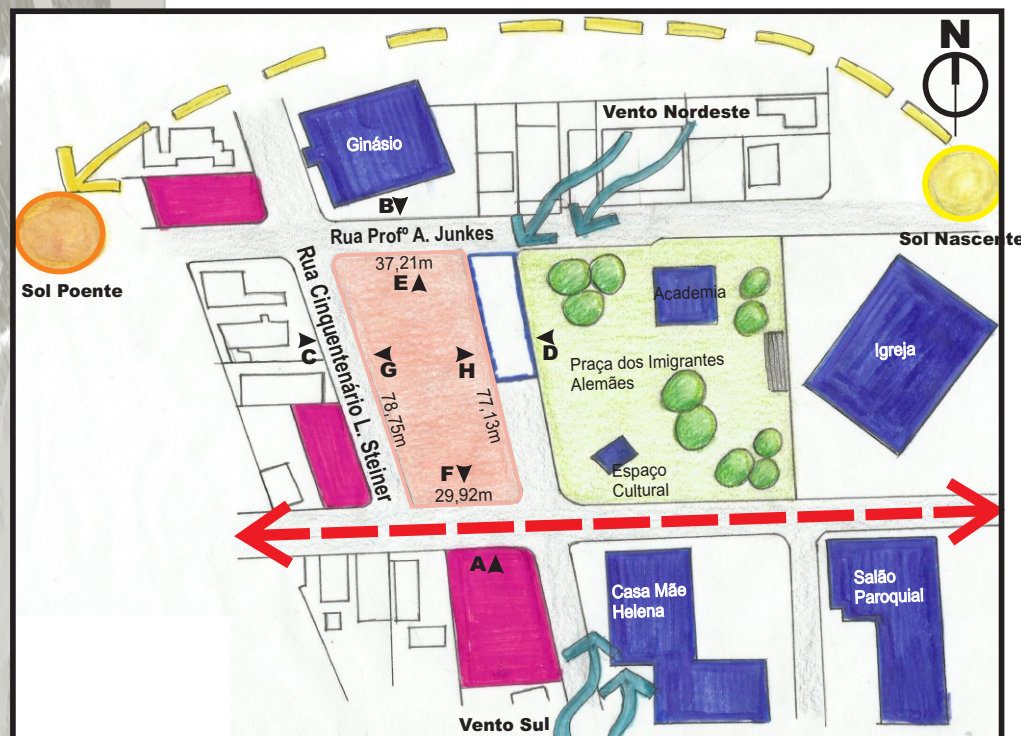 N
Vento Nordeste
Ginásio
B
Rua Profº A. Junkes
Sol Nascente
37,21m
E
Sol Poente
Rua Cinquentenário L. Steiner
Academia
C
G
H
D
Igreja
Praça dos Imigrantes
Alemães
78,75m
77,13m
F
29,92m
Espaço
Cultural
A
Casa Mãe
Helena
Salão
Paroquial
Vento Sul